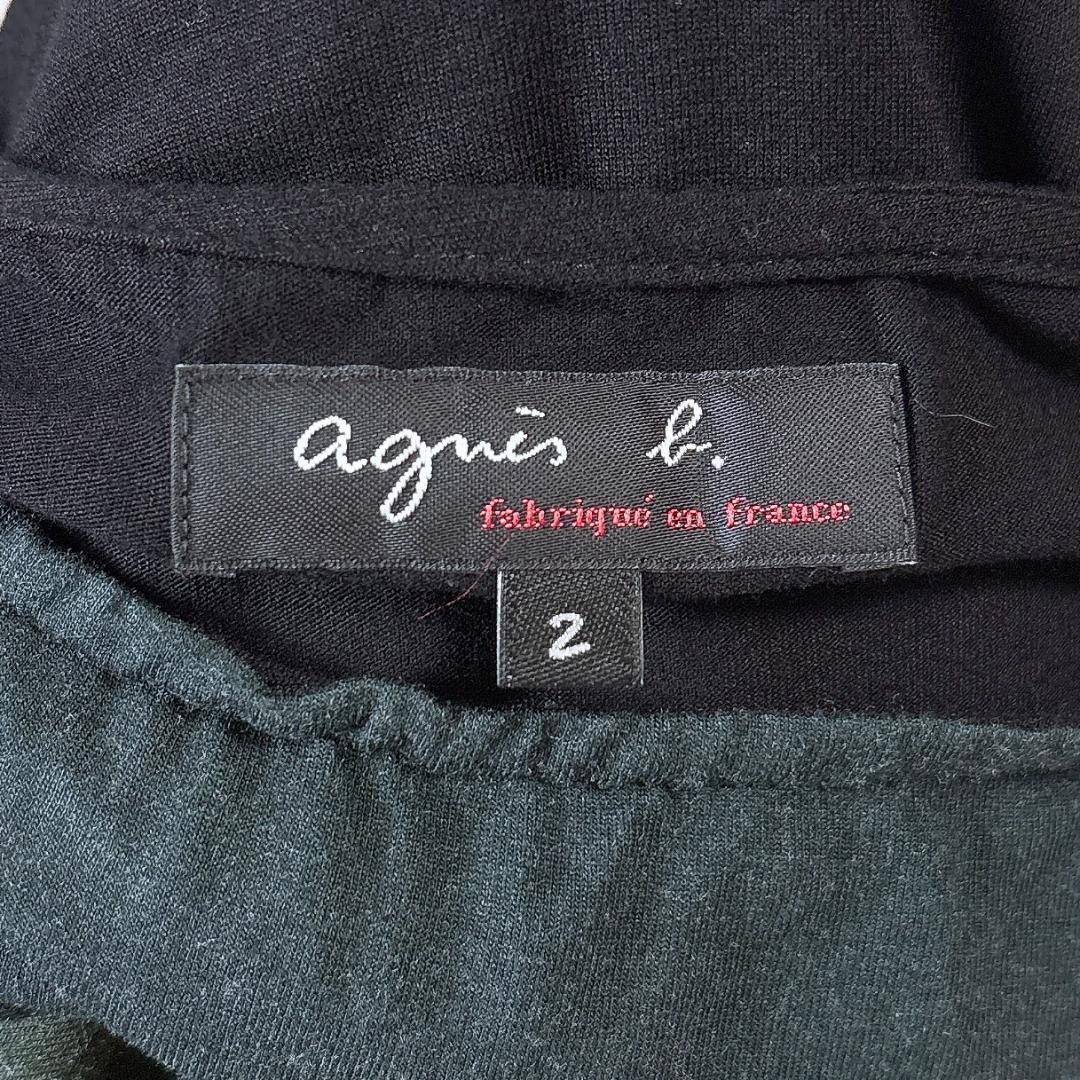 agnès b.
fabriqué en france
2